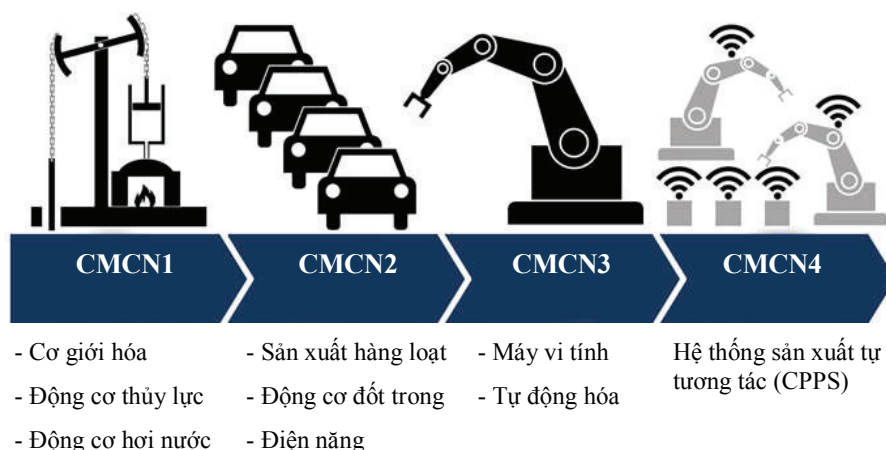 CMCN1
CMCN2
CMCN3
CMCN4
- Cơ giới hóa
- Động cơ thủy lực
- Động cơ hơi nước
- Sản xuất hàng loạt
- Động cơ đốt trong
- Điện năng
- Máy vi tính
- Tự động hóa
Hệ thống sản xuất tự
tương tác (CPPS)